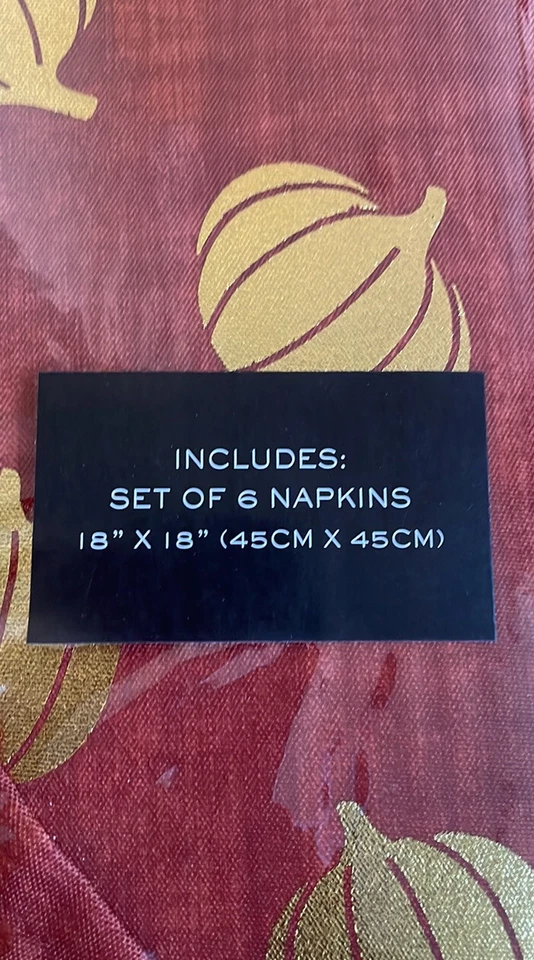 INCLUDES:
SET OF 6 NAPKINS
18” X 18” (45CM X 45CM)